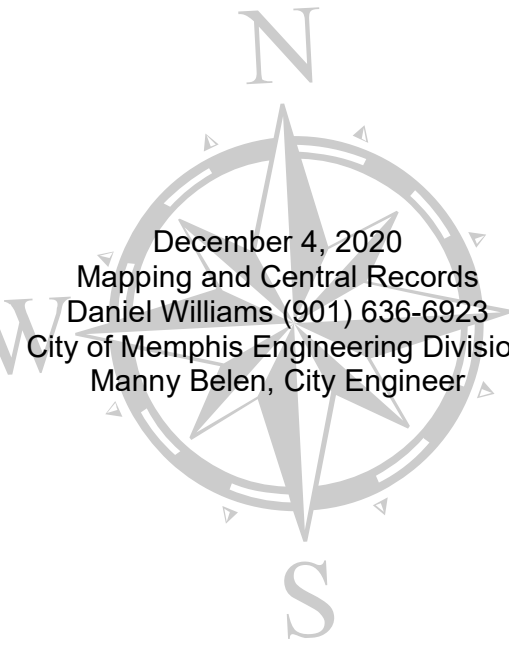 N
December 4, 2020
Mapping and Central Records
Daniel Williams (901) 636-6923
W
City of Memphis Engineering Divisio
Manny Belen, City Engineer
S